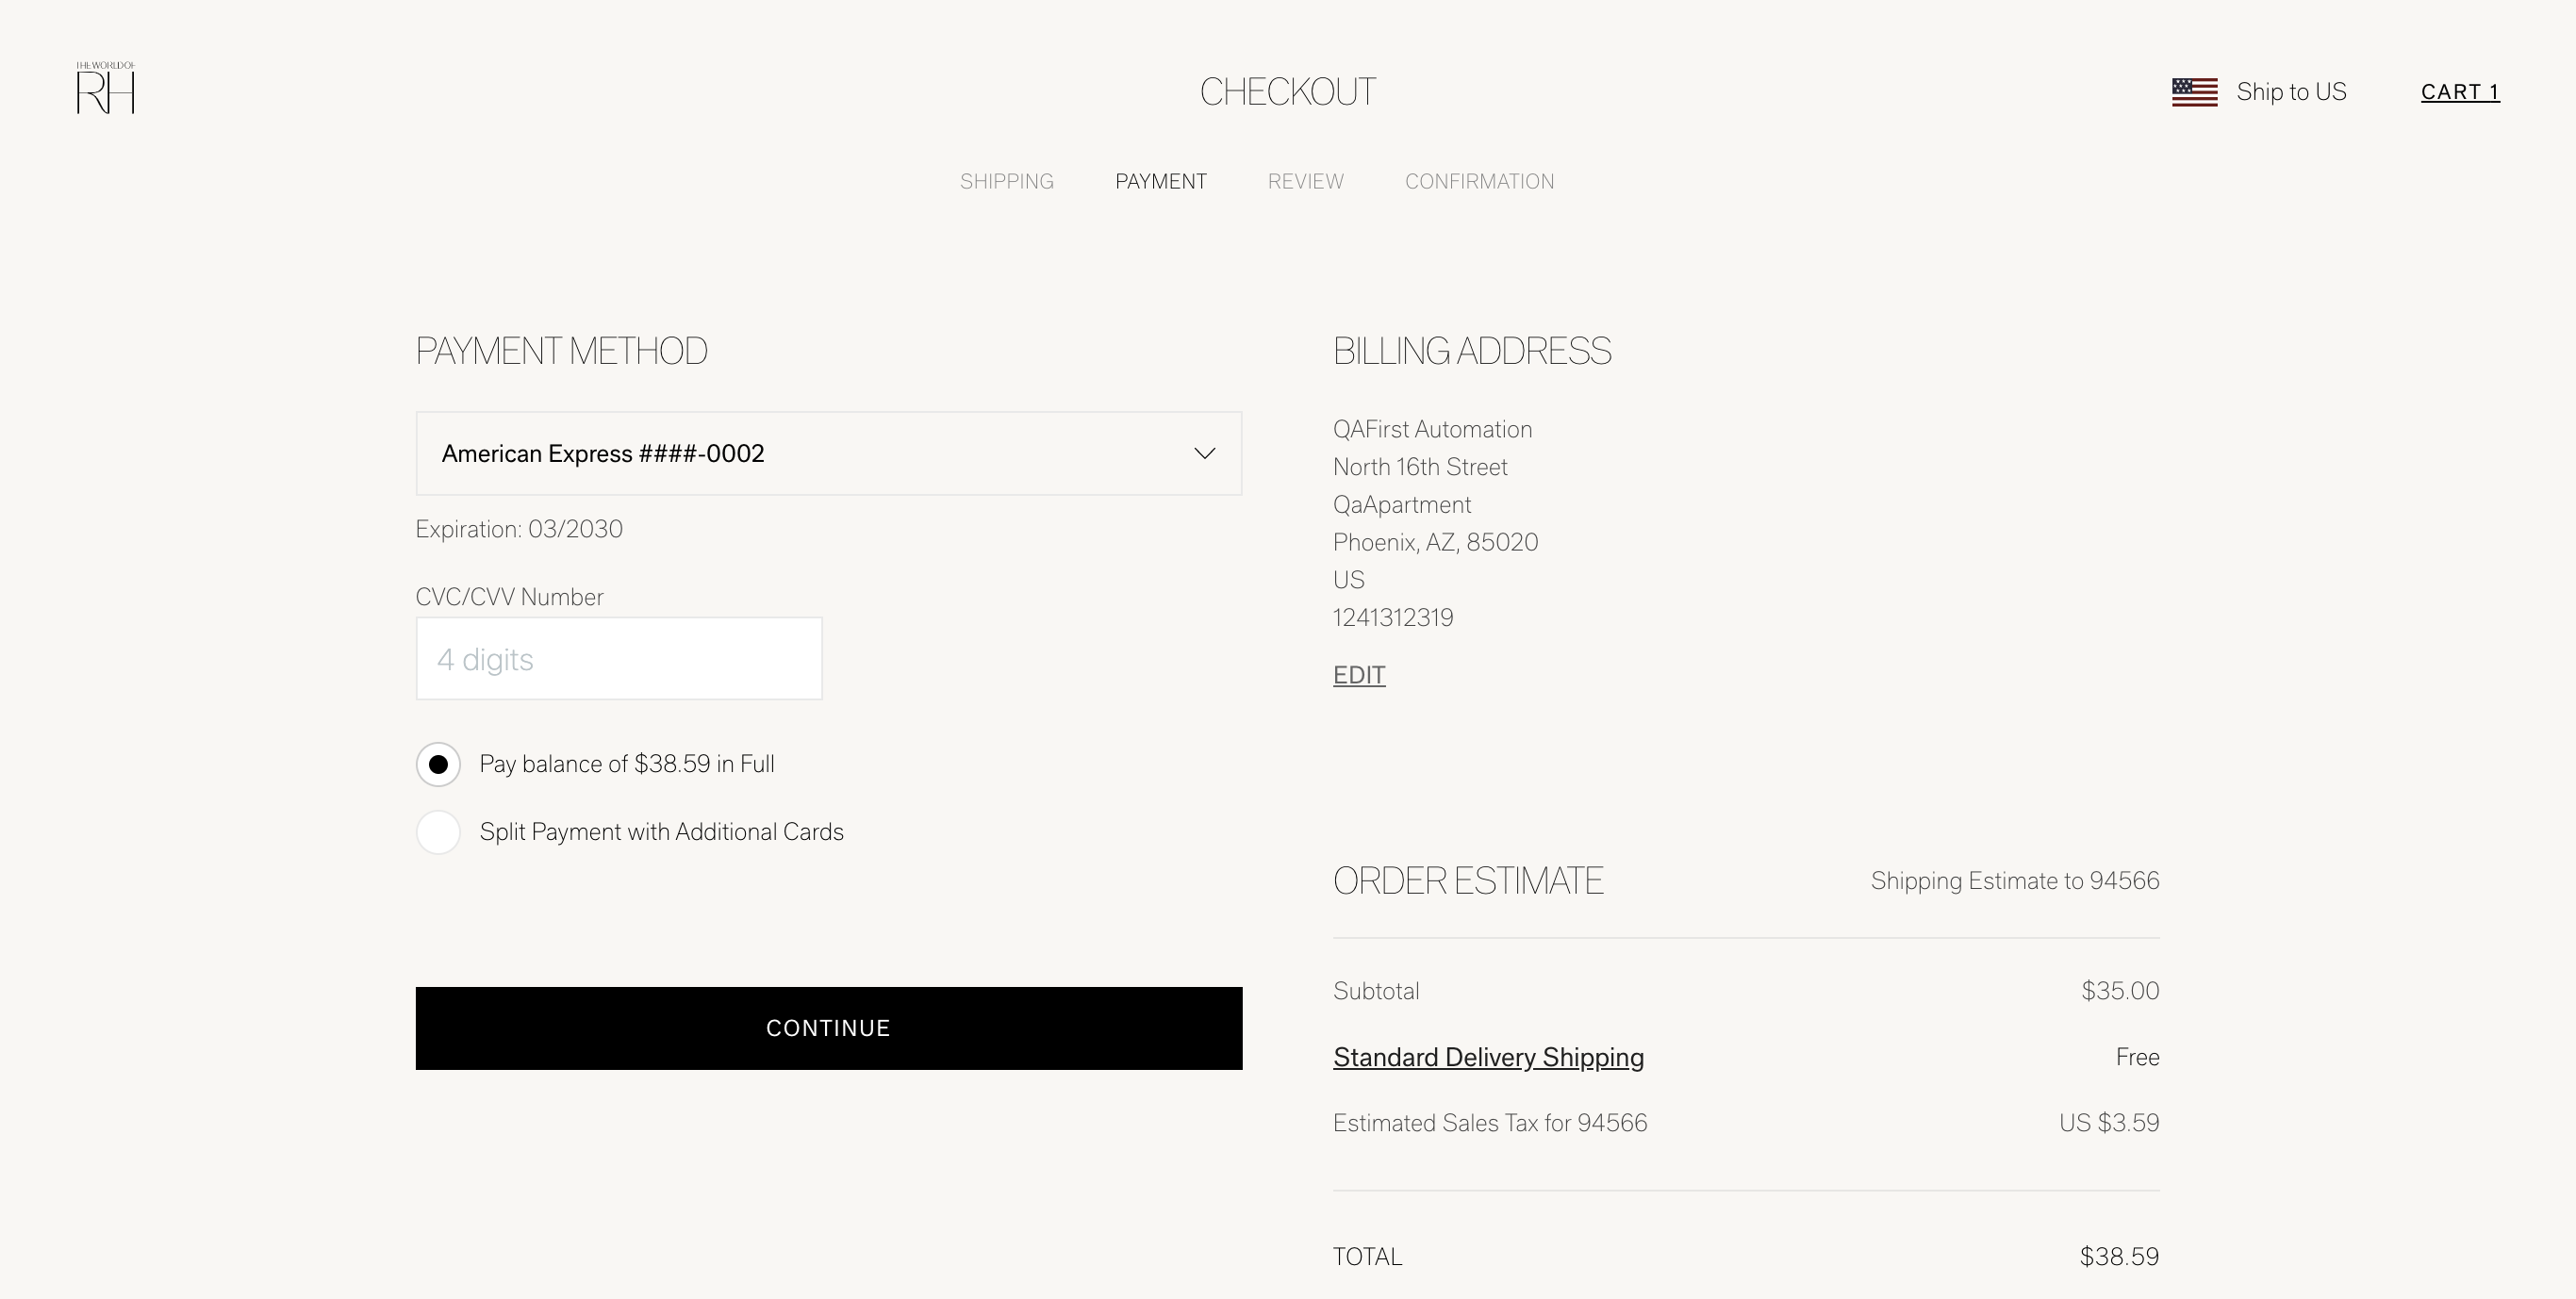 THE WORLD OF
RH
CHECKOUT
Ship to US
CART 1
SHIPPING PAYMENT REVIEW CONFIRMATION
PAYMENT METHOD
American Express ####-0002
Expiration: 03/2030
CVC/CVV Number
4 digits
Pay balance of $38.59 in Full
Split Payment with Additional Cards
CONTINUE
BILLING ADDRESS
QAFirst Automation
North 16th Street
QaApartment
Phoenix, AZ, 85020
US
1241312319
EDIT
ORDER ESTIMATE Shipping Estimate to 94566
Subtotal $35.00
Standard Delivery Shipping Free
Estimated Sales Tax for 94566 US $3.59
TOTAL $38.59